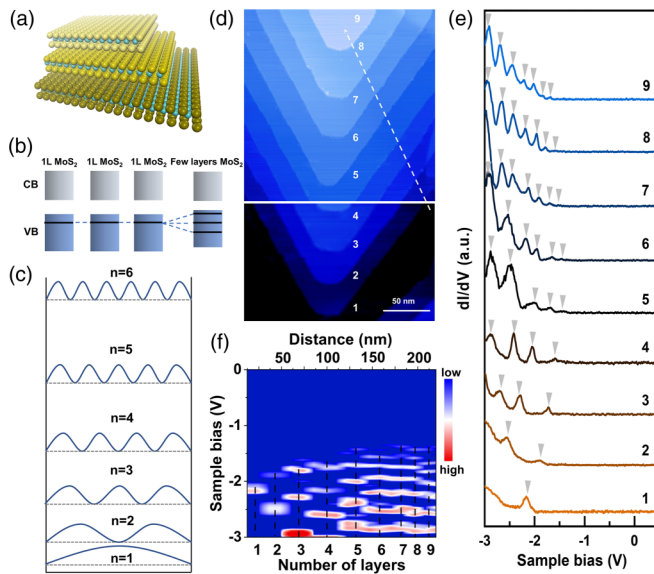 (a)
(b)
1L MoS₂ 1L MoS₂ 1L MoS₂ Few layers MoS₂
CB
VB
(c)
n=6
n=5
n=4
n=3
n=2
n=1
(d)
9
8
7
6
5
4
3
2
1
50 nm
(f)
Distance (nm)
0 50 100 150 200
low
high
Sample bias (V)
0
-1
-2
-3
1 2 3 4 5 6 7 8 9
Number of layers
(e)
dI/dV (a.u.)
9
8
7
6
5
4
3
2
1
-3 -2 -1 0
Sample bias (V)